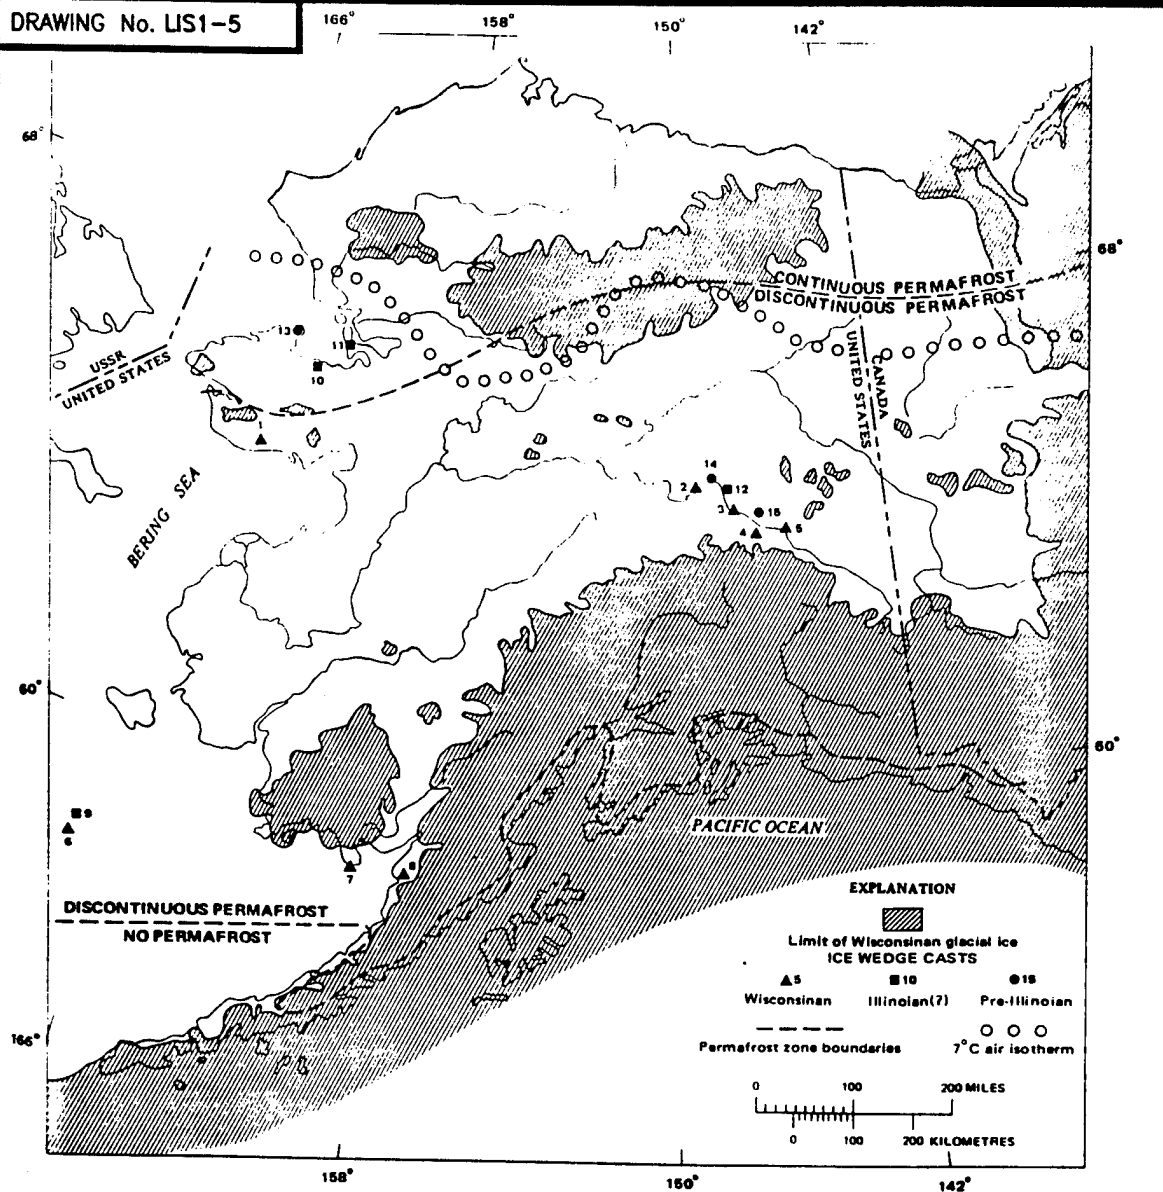 DRAWING No. LIS1-5
166°
158°
150°
142°
68°
68°
CONTINUOUS PERMAFROST
DISCONTINUOUS PERMAFROST
13
11
10
USSR
UNITED STATES
CANADA
UNITED STATES
BERING SEA
14
2
12
3
15
4
5
60°
60°
9
6
7
8
PACIFIC OCEAN
DISCONTINUOUS PERMAFROST
NO PERMAFROST
EXPLANATION
Limit of Wisconsinan glacial ice
ICE WEDGE CASTS
5
10
15
Wisconsinan
Illinoian(?)
Pre-Illinoian
Permafrost zone boundaries
7°C air isotherm
166°
0
100
200 MILES
0
100
200 KILOMETRES
158°
150°
142°